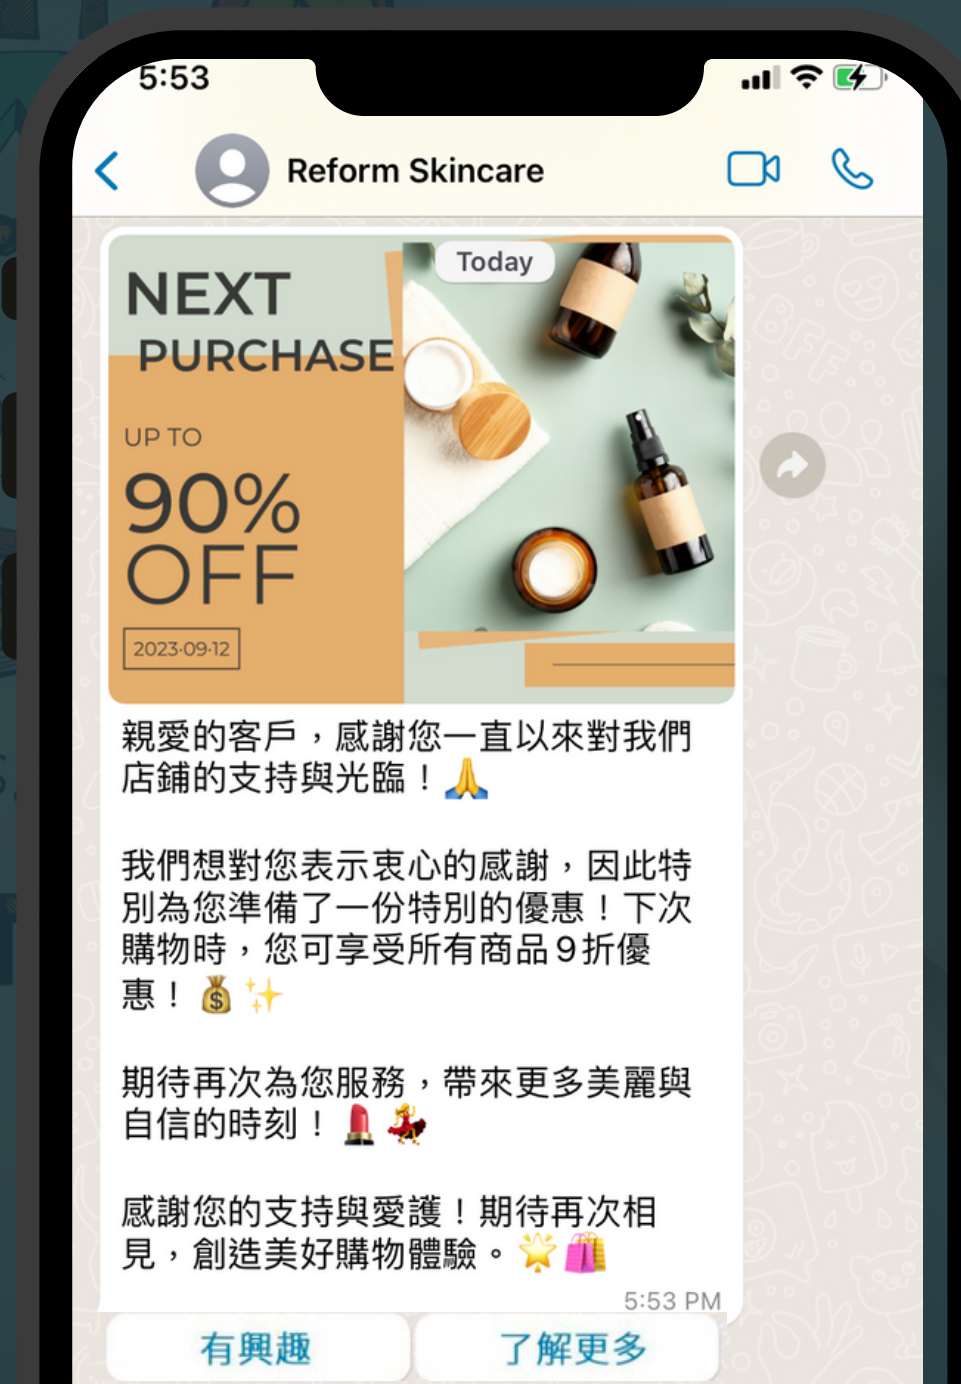 5:53
Reform Skincare
Today
NEXT
PURCHASE
UP TO
90%
OFF
2023-09-12
親愛的客戶，感謝您一直以來對我們
店鋪的支持與光臨！🙏
我們想對您表示衷心的感謝，因此特
別為您準備了一份特別的優惠！下次
購物時，您可享受所有商品9折優
惠！💰✨
期待再次為您服務，帶來更多美麗與
自信的時刻！💄💃
感謝您的支持與愛護！期待再次相
見，創造美好購物體驗。🌟🛍️
5:53 PM
有興趣
了解更多